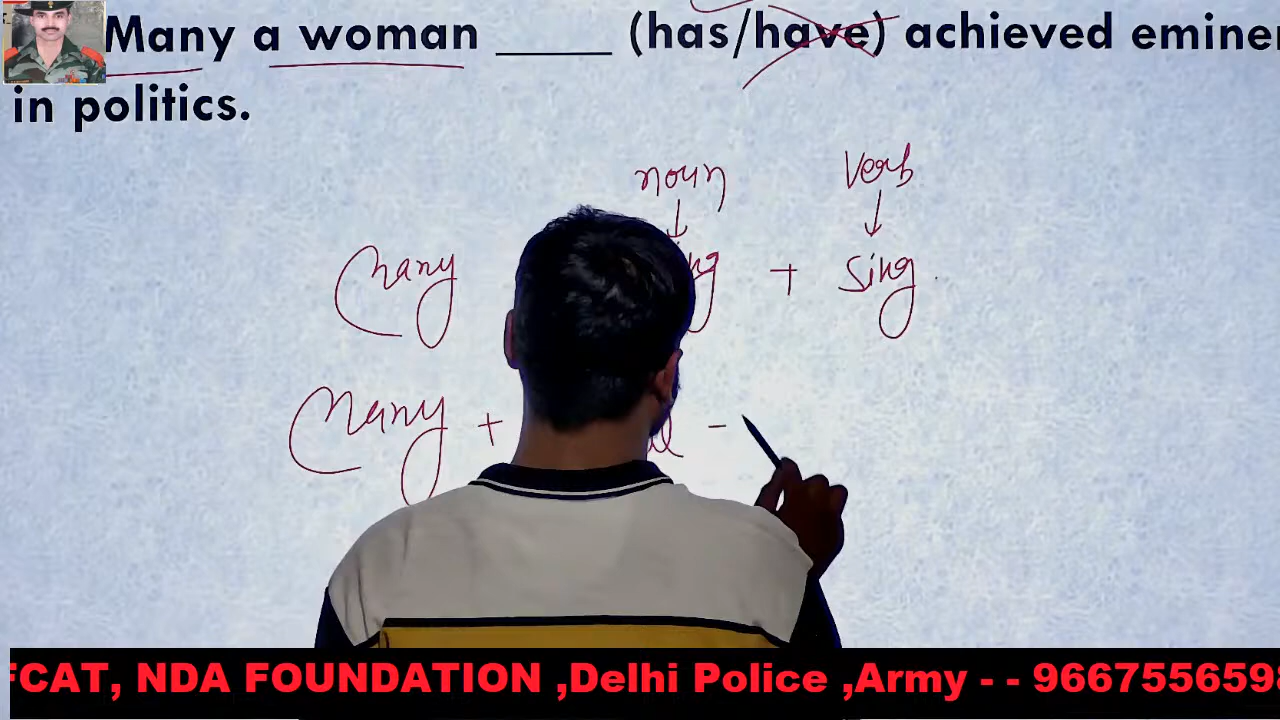 Many a woman _____ (has/have) achieved
in politics.
noun Verb
Many + Sing
Many + -
FCAT, NDA FOUNDATION ,Delhi Police ,Army - - 966755659